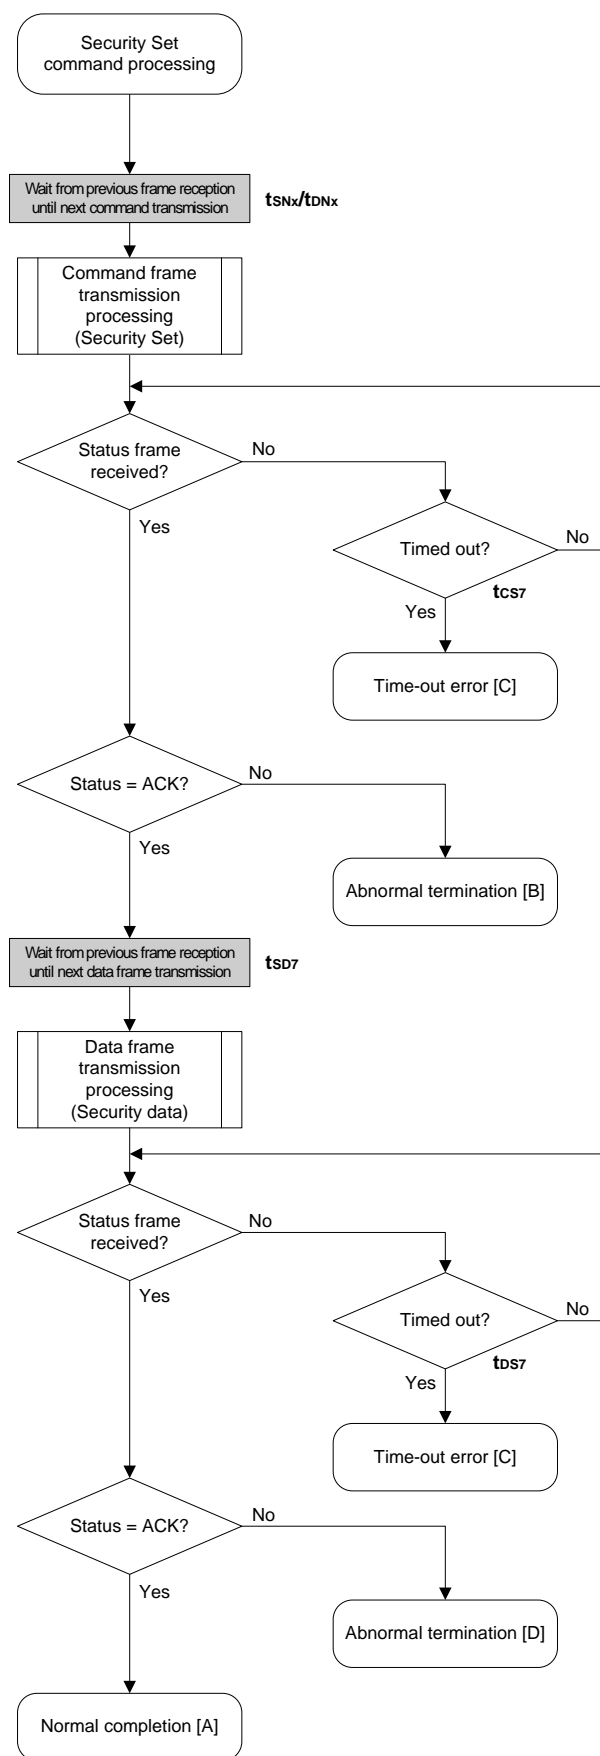 Security Set
command processing
Wait from previous frame reception
until next command transmission
tSNx/tDNx
Command frame
transmission
processing
(Security Set)
Status frame
received?
No
Yes
Timed out?
No
tCS7
Yes
Time-out error [C]
Status = ACK?
No
Yes
Abnormal termination [B]
Wait from previous frame reception
until next data frame transmission
tSD7
Data frame
transmission
processing
(Security data)
Status frame
received?
No
Yes
Timed out?
No
tDS7
Yes
Time-out error [C]
Status = ACK?
No
Yes
Abnormal termination [D]
Normal completion [A]